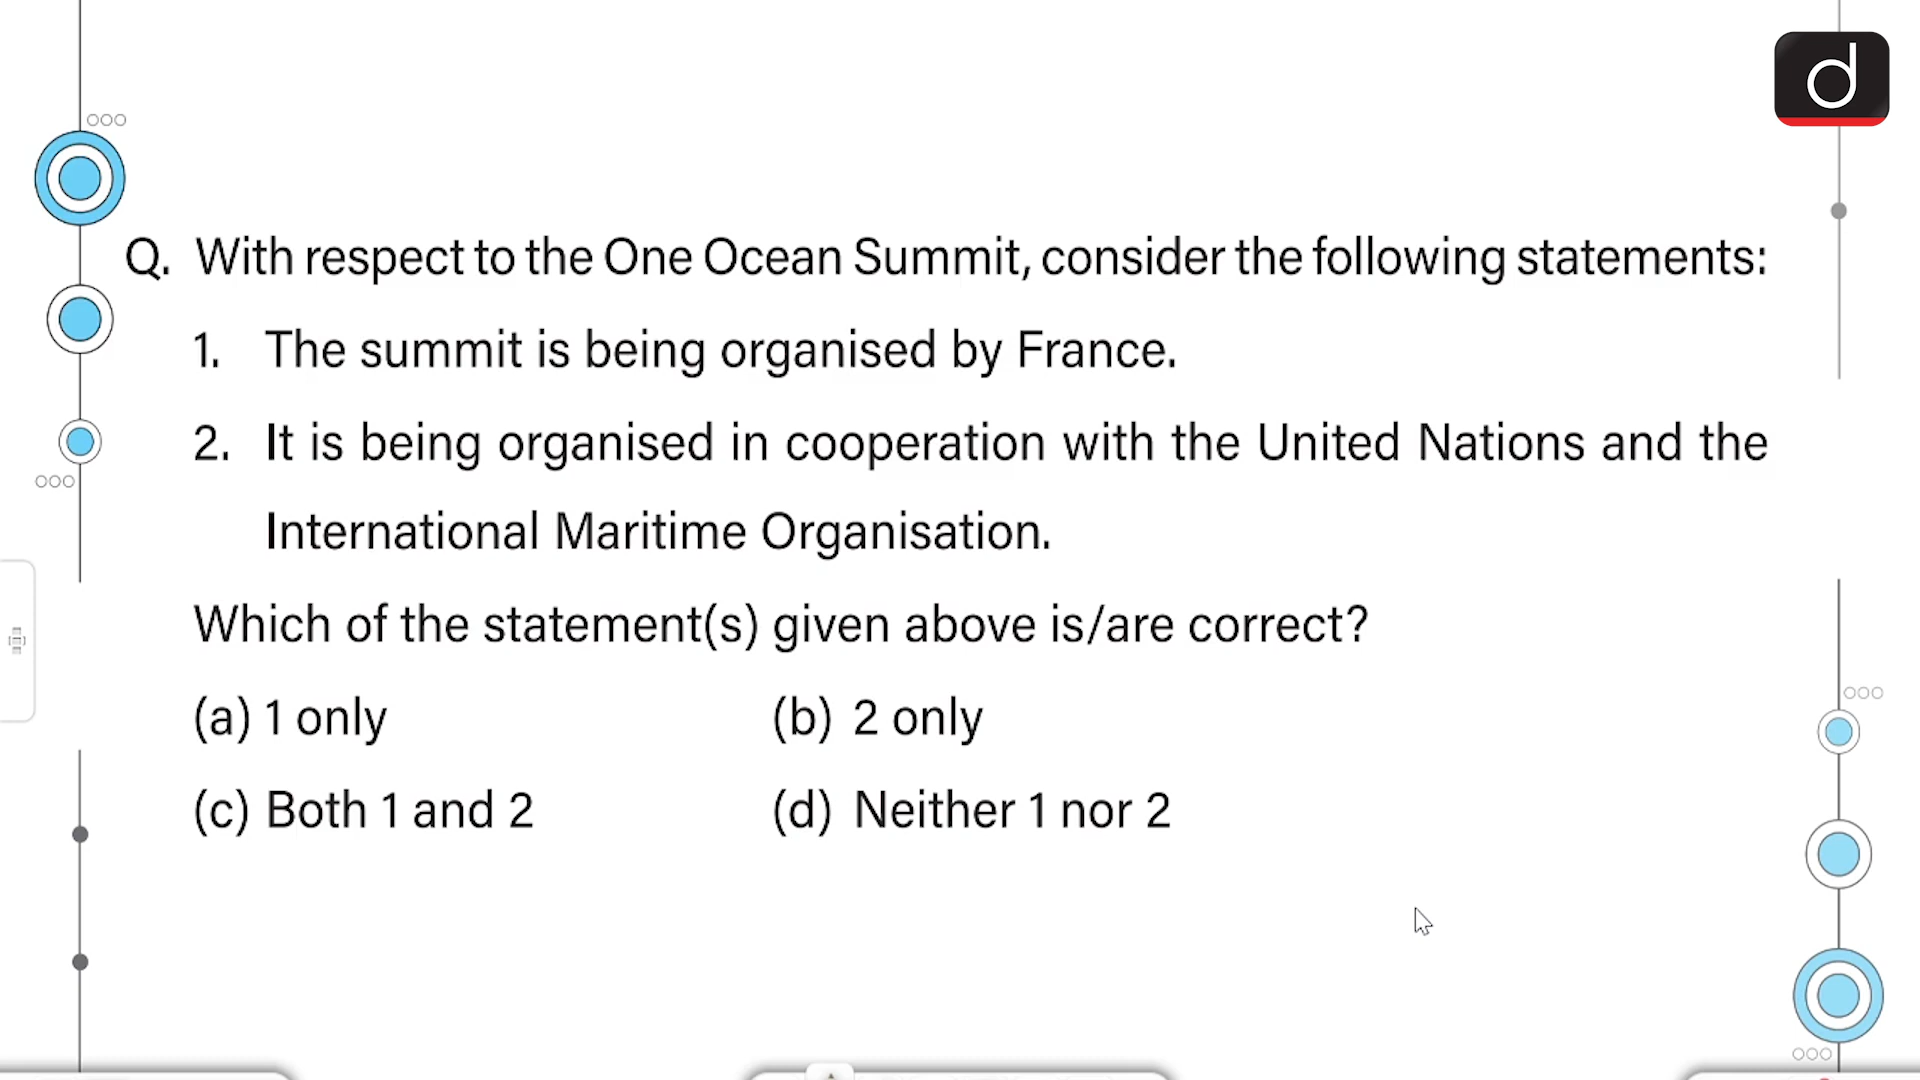 d
Q. With respect to the One Ocean Summit, consider the following statements:
1. The summit is being organised by France.
2. It is being organised in cooperation with the United Nations and the
International Maritime Organisation.
Which of the statement(s) given above is/are correct?
(a) 1 only (b) 2 only
(c) Both 1 and 2 (d) Neither 1 nor 2